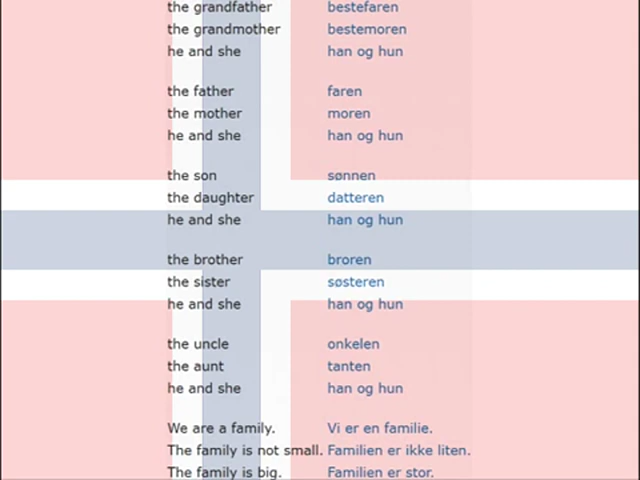 the grandfather bestefaren
the grandmother bestemoren
he and she han og hun
the father faren
the mother moren
he and she han og hun
the son sønnen
the daughter datteren
he and she han og hun
the brother broren
the sister søsteren
he and she han og hun
the uncle onkelen
the aunt tanten
he and she han og hun
We are a family. Vi er en familie.
The family is not small. Familien er ikke liten.
The family is big. Familien er stor.